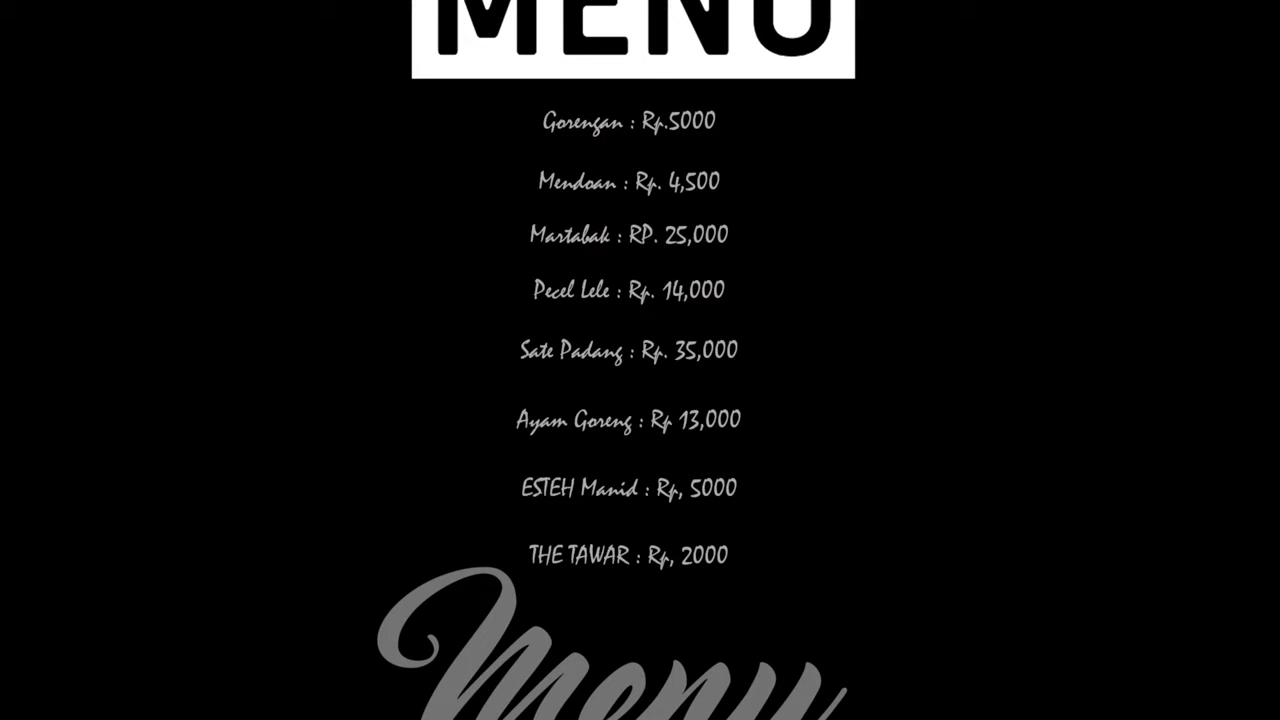 MENU
Gorengan : Rp.5000
Mendoan : Rp. 4,500
Martabak : RP. 25,000
Pecel Lele : Rp. 14,000
Sate Padang : Rp. 35,000
Ayam Goreng : Rp 13,000
ESTEH Manid : Rp, 5000
THE TAWAR : Rp, 2000
Menu